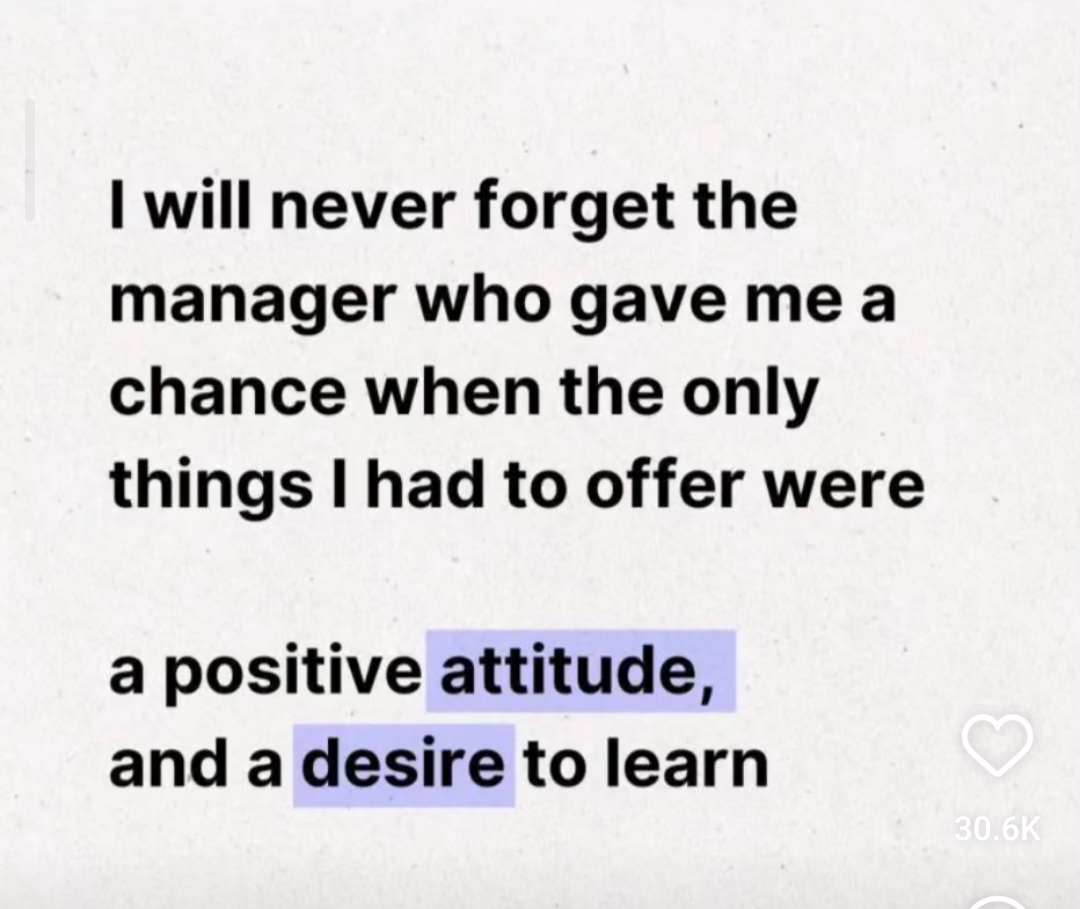 I will never forget the
manager who gave me a
chance when the only
things I had to offer were
a positive attitude,
and a desire to learn
30.6K